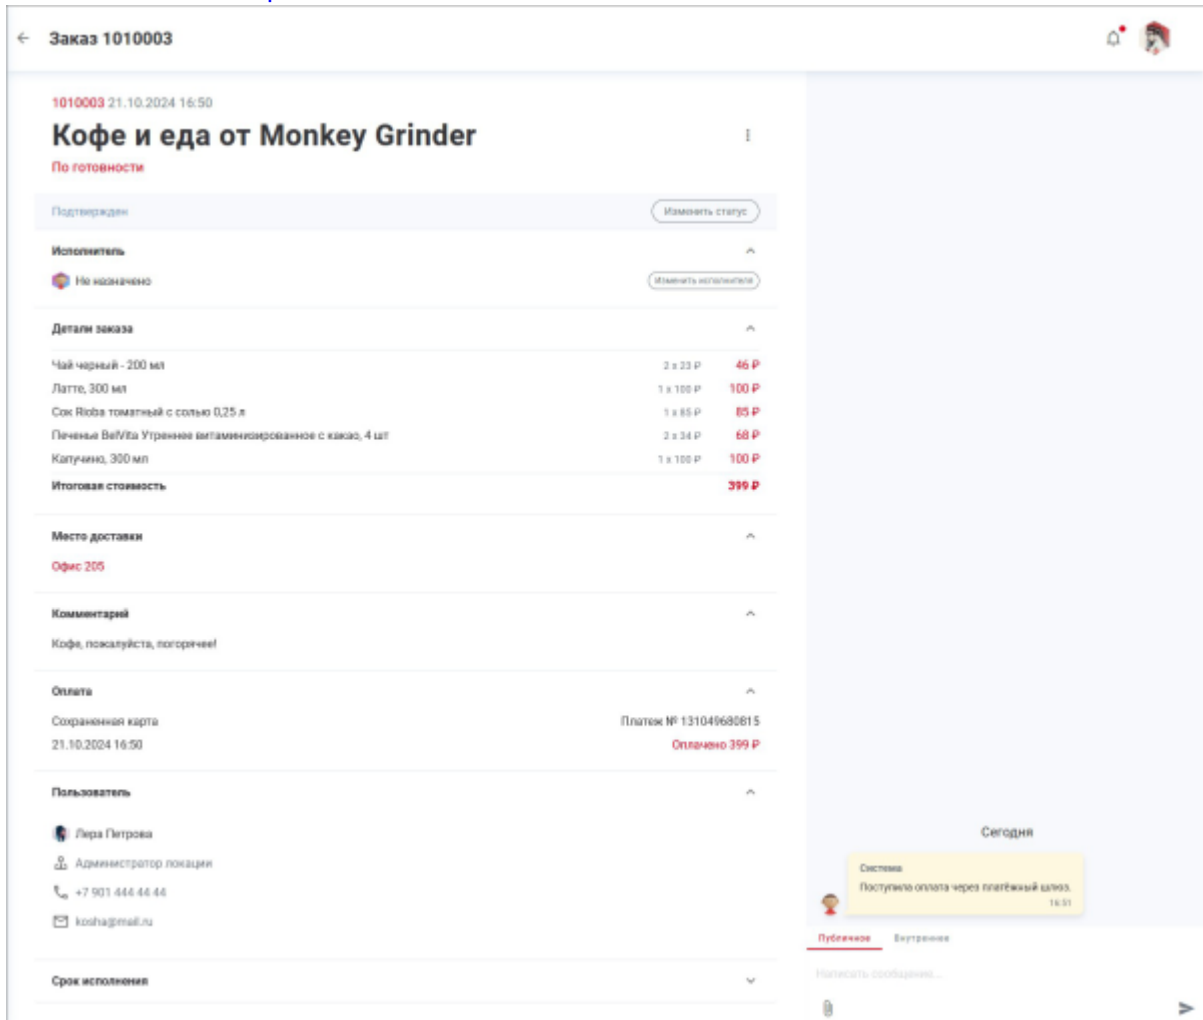 Заказ 1010003
1010003 21.10.2024 16:50
Кофе и еда от Monkey Grinder
По готовности
Подтвержден
Изменить статус
Исполнитель
Не назначено
Изменить исполнителя
Детали заказа
Чай черный - 200 мл 2 x 23 ₽ 46 ₽
Латте, 300 мл 1 x 100 ₽ 100 ₽
Сок Rioba томатный с солью 0,25 л 1 x 85 ₽ 85 ₽
Печенье BelVita Утреннее витаминизированное с какао, 4 шт 2 x 34 ₽ 68 ₽
Капучино, 300 мл 1 x 100 ₽ 100 ₽
Итоговая стоимость 399 ₽
Место доставки
Офис 205
Комментарий
Кофе, пожалуйста, погорячее!
Оплата
Сохраненная карта Платеж № 131049680815
21.10.2024 16:50 Оплачено 399 ₽
Пользователь
Лера Петрова
Администратор локации
+7 901 444 44 44
kosha@mail.ru
Срок исполнения
Сегодня
Система
Поступила оплата через платёжный шлюз.
16:51
Публичное Внутреннее
Написать сообщение...